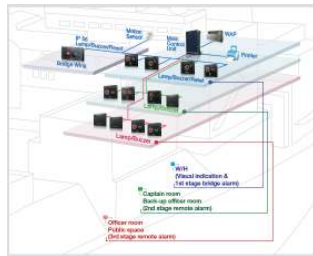 Motion
Sensor
IP 56
Lamp/Buzzer/Reset
Main
Control
Unit
WAP
Printer
Bridge Wing
Lamp/Buzzer/Reset
Lamp/Buzzer
Lamp/Buzzer
W/H
(Visual indication &
1st stage bridge alarm)
Captain room
Back-up officer room
(2nd stage remote alarm)
Officer room
Public space
(3rd stage remote alarm)